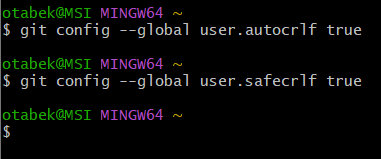 otabek@MSI MINGW64 ~
$ git config --global user.autocrlf true
otabek@MSI MINGW64 ~
$ git config --global user.safecrlf true
otabek@MSI MINGW64 ~
$